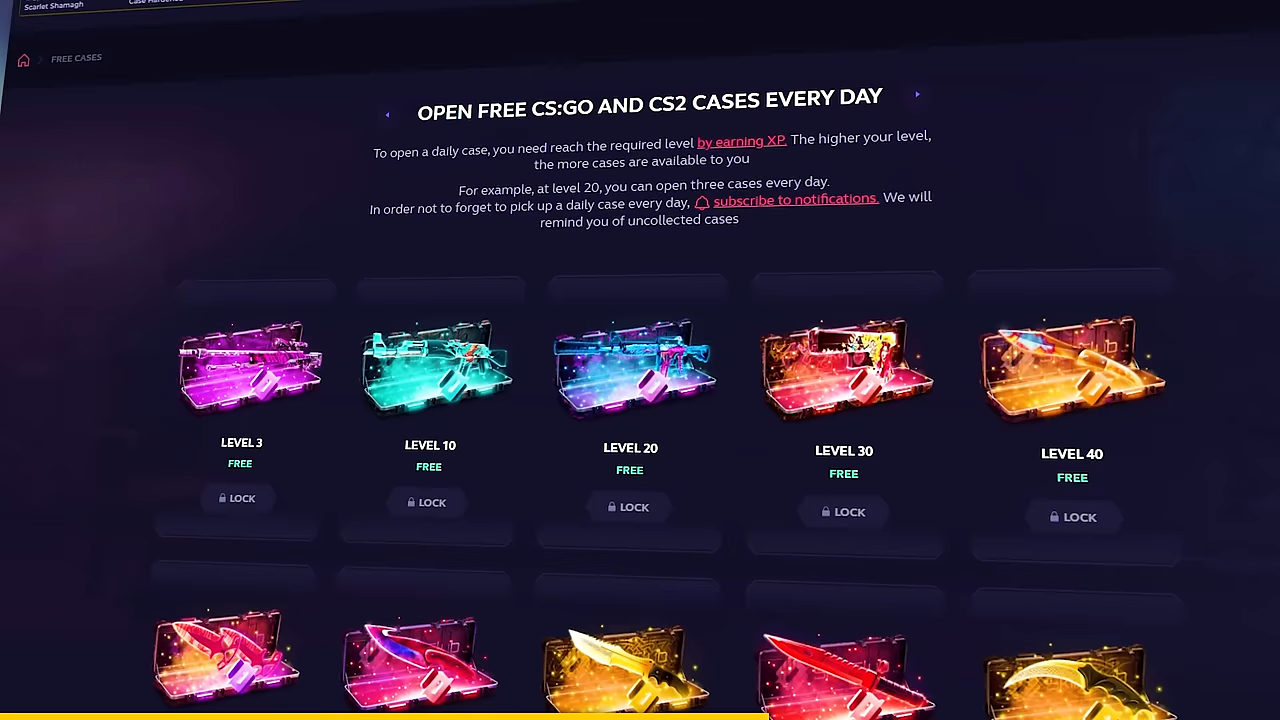 Scarlet Shamagh
Case Hardened
FREE CASES
OPEN FREE CS:GO AND CS2 CASES EVERY DAY
To open a daily case, you need reach the required level by earning XP. The higher your level,
the more cases are available to you
For example, at level 20, you can open three cases every day.
In order not to forget to pick up a daily case every day, subscribe to notifications. We will
remind you of uncollected cases
LEVEL 3 LEVEL 10 LEVEL 20 LEVEL 30 LEVEL 40
FREE FREE FREE FREE FREE
LOCK LOCK LOCK LOCK LOCK